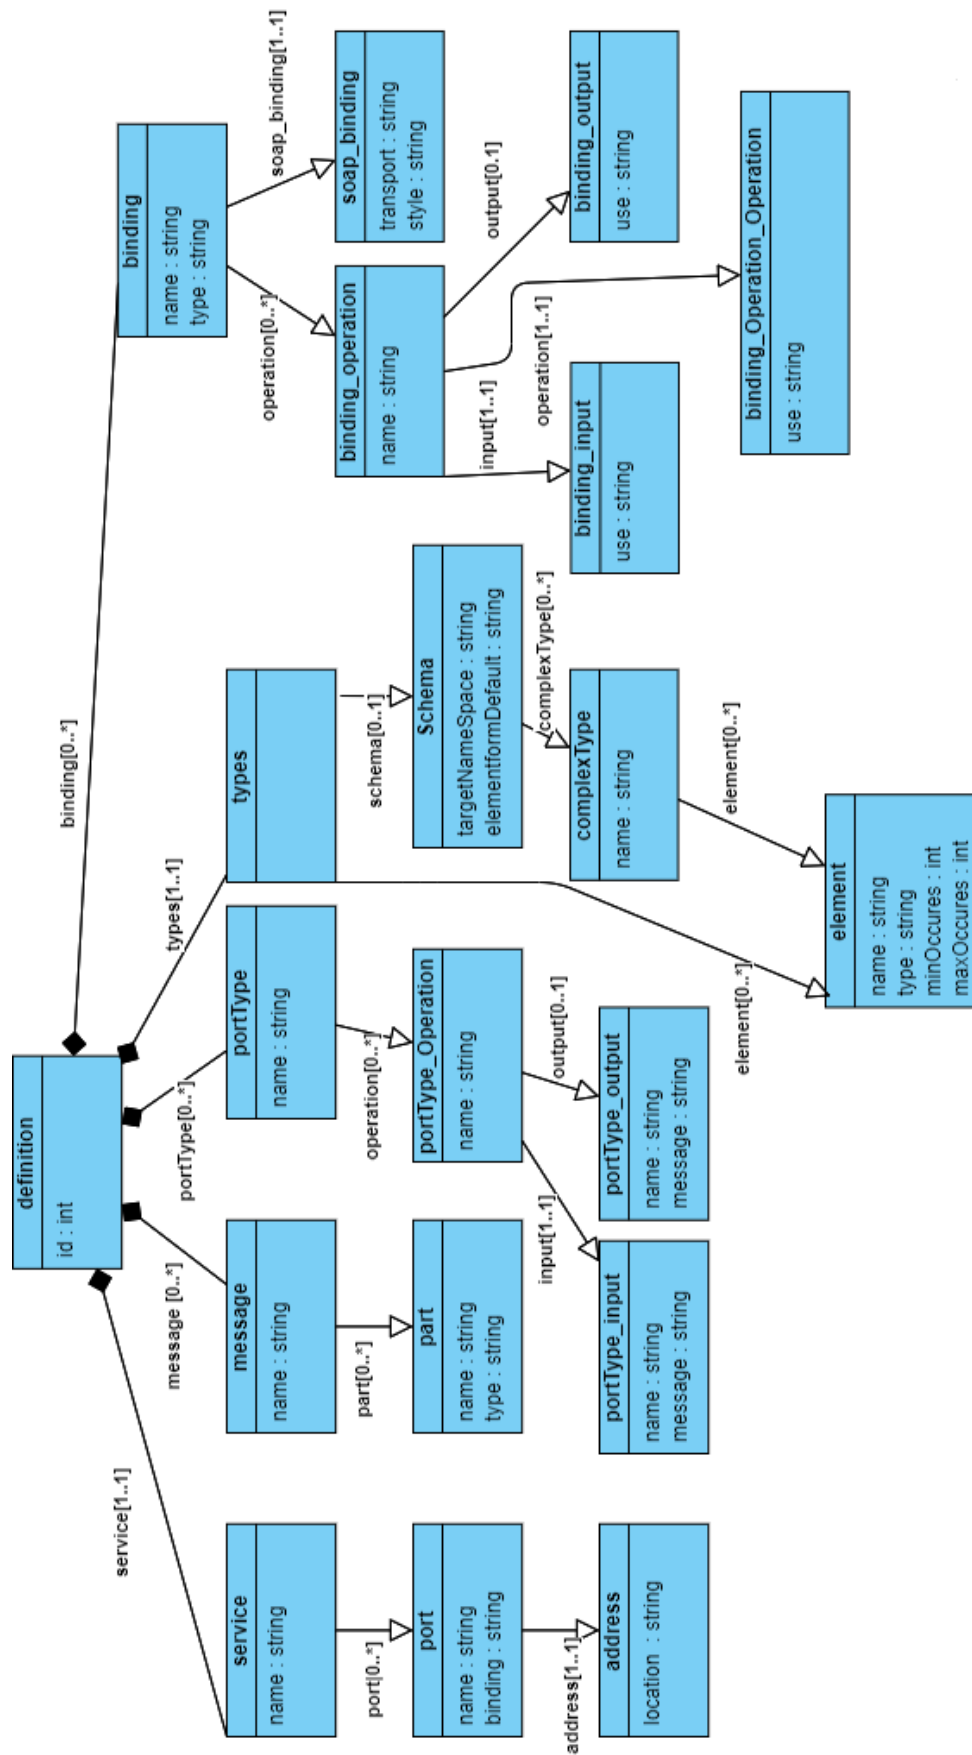 definition
id : int
service[1..1]
message [0..*]
portType[0..*]
types[1..1]
binding[0..*]
service
name : string
message
name : string
portType
name : string
types
binding
name : string
type : string
port[0..*]
part[0..*]
operation[0..*]
schema[0..1]
operation[0..*]
soap_binding[1..1]
port
name : string
binding : string
part
name : string
type : string
portType_Operation
name : string
Schema
targetNameSpace : string
elementformDefault : string
binding_operation
name : string
soap_binding
transport : string
style : string
address[1..1]
input[1..1]
output[0..1]
complexType[0..*]
input[1..1]
operation[1..1]
output[0.1]
address
location : string
portType_input
name : string
message : string
portType_output
name : string
message : string
complexType
name : string
binding_input
use : string
binding_output
use : string
element[0..*]
element[0..*]
binding_Operation_Operation
use : string
element
name : string
type : string
minOccures : int
maxOccures : int